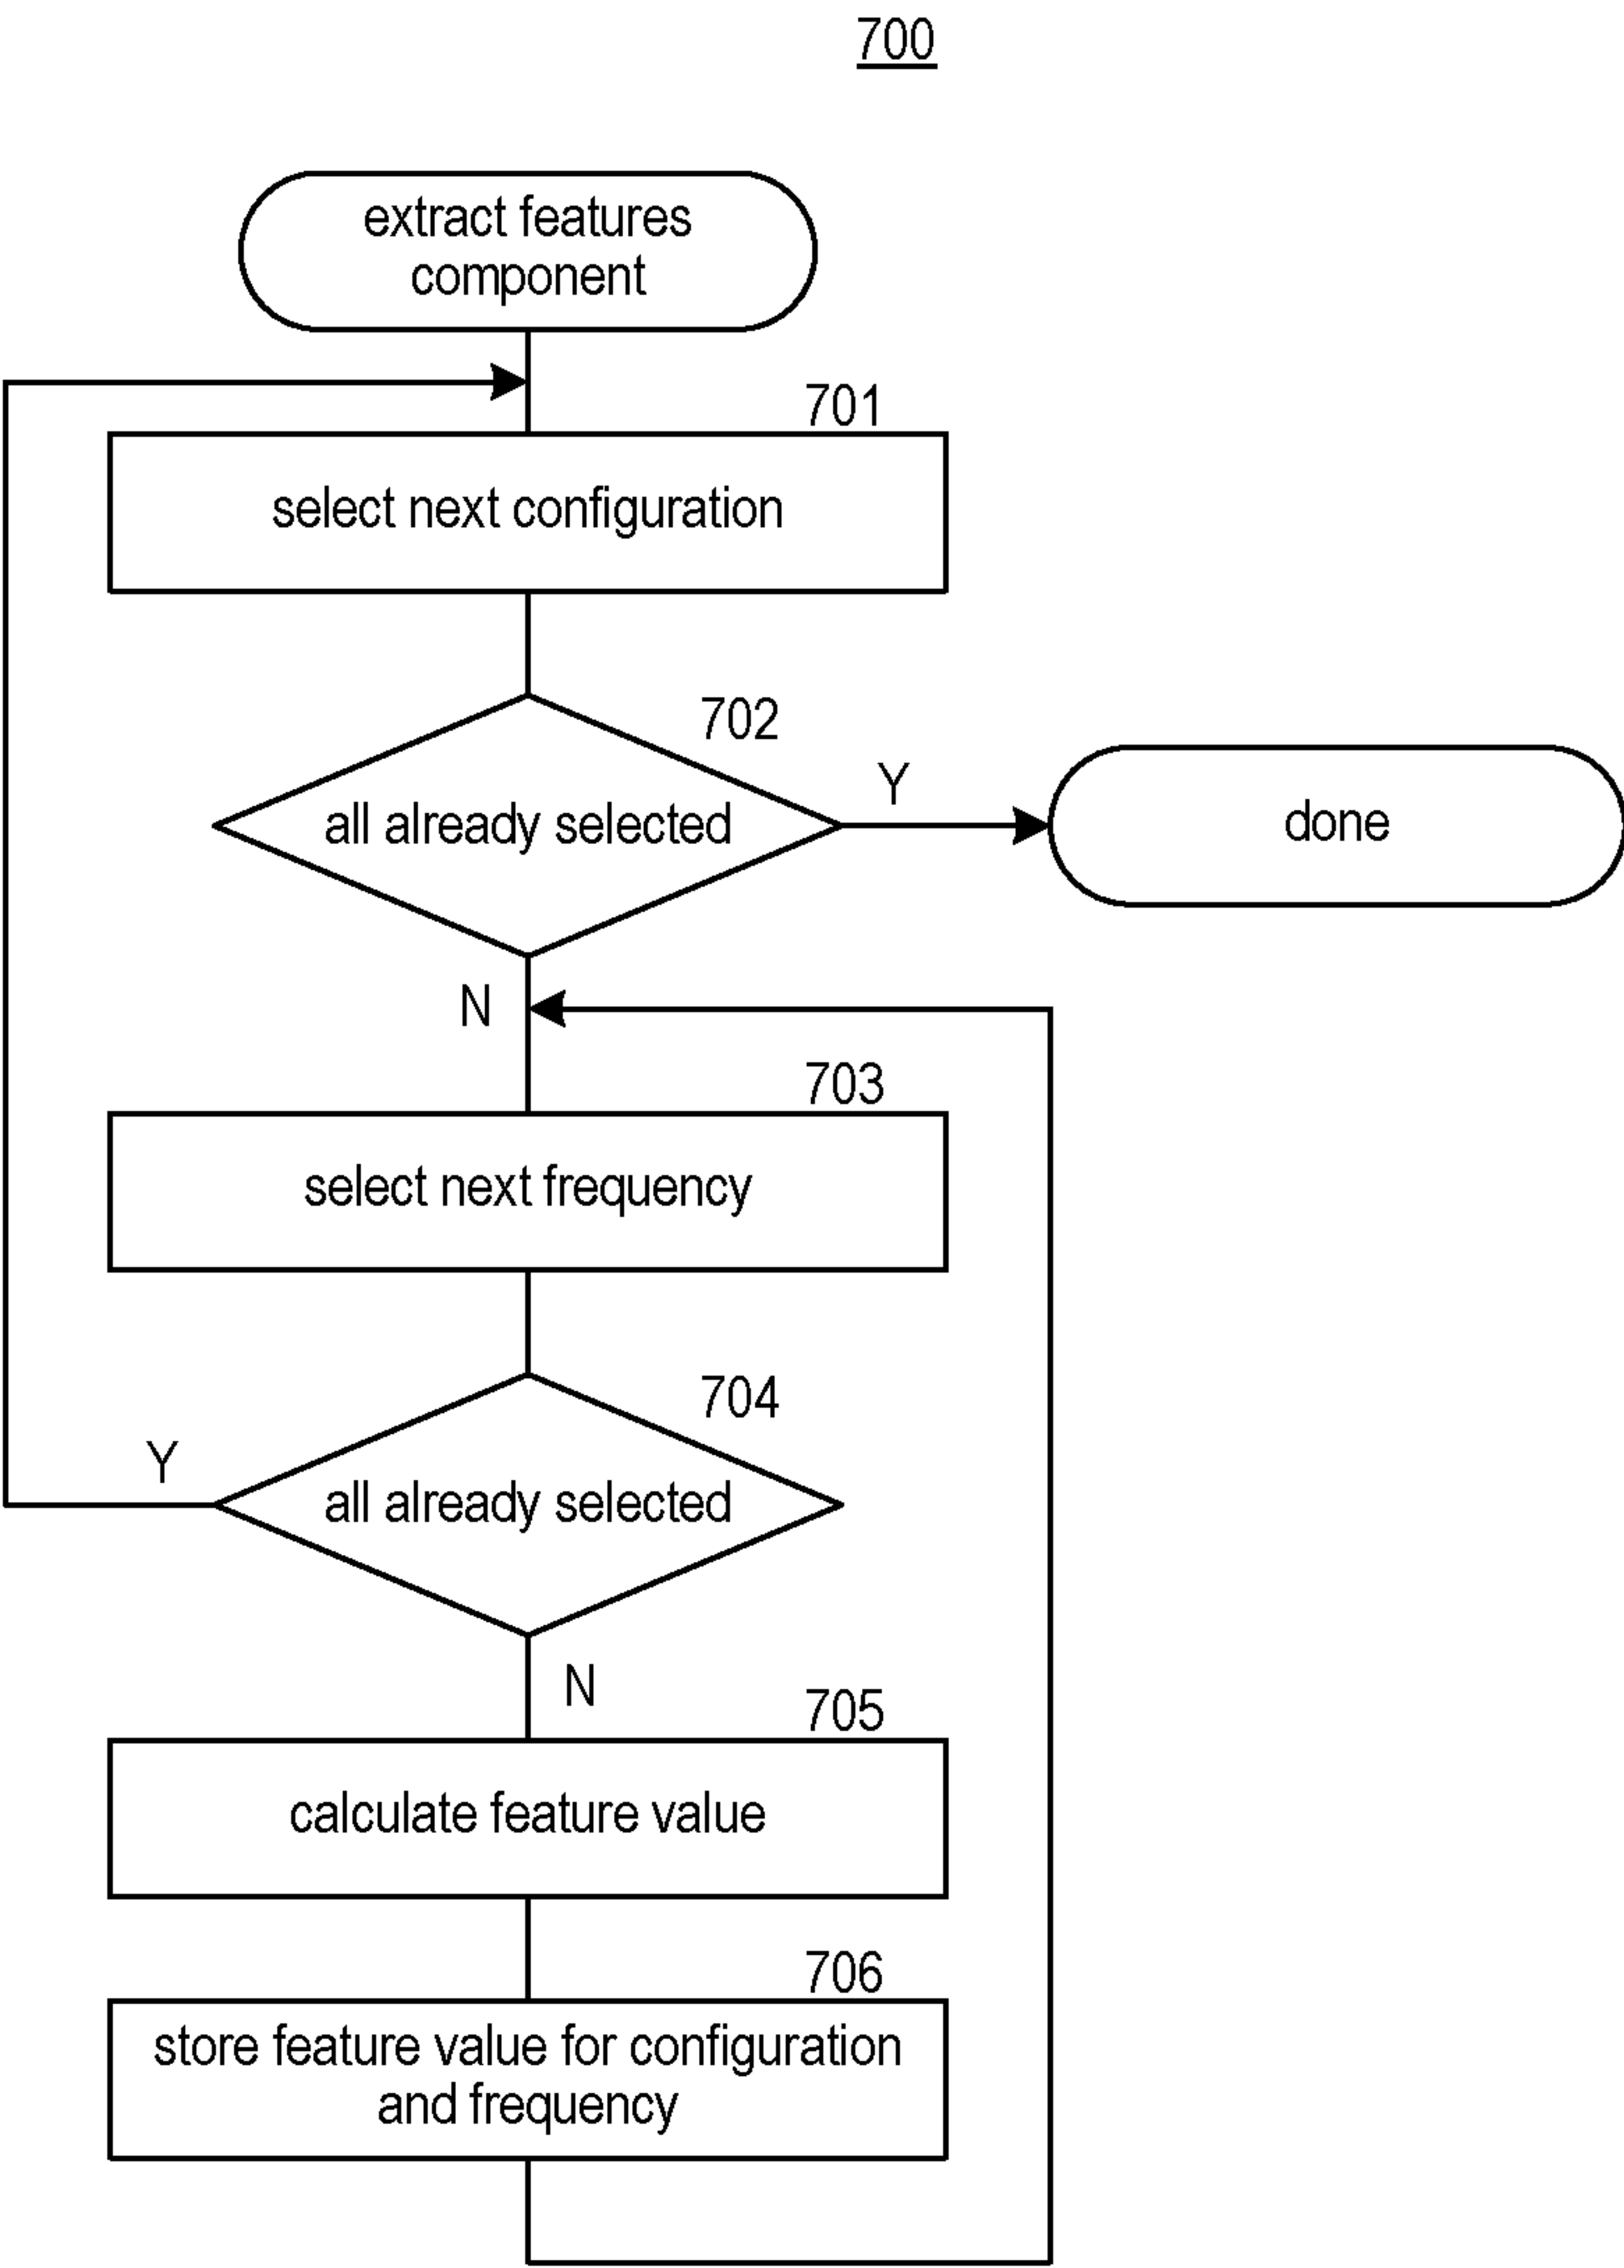 700
extract features
component
701
select next configuration
702
all already selected
Y
done
N
703
select next frequency
704
Y
all already selected
N
705
calculate feature value
706
store feature value for configuration
and frequency